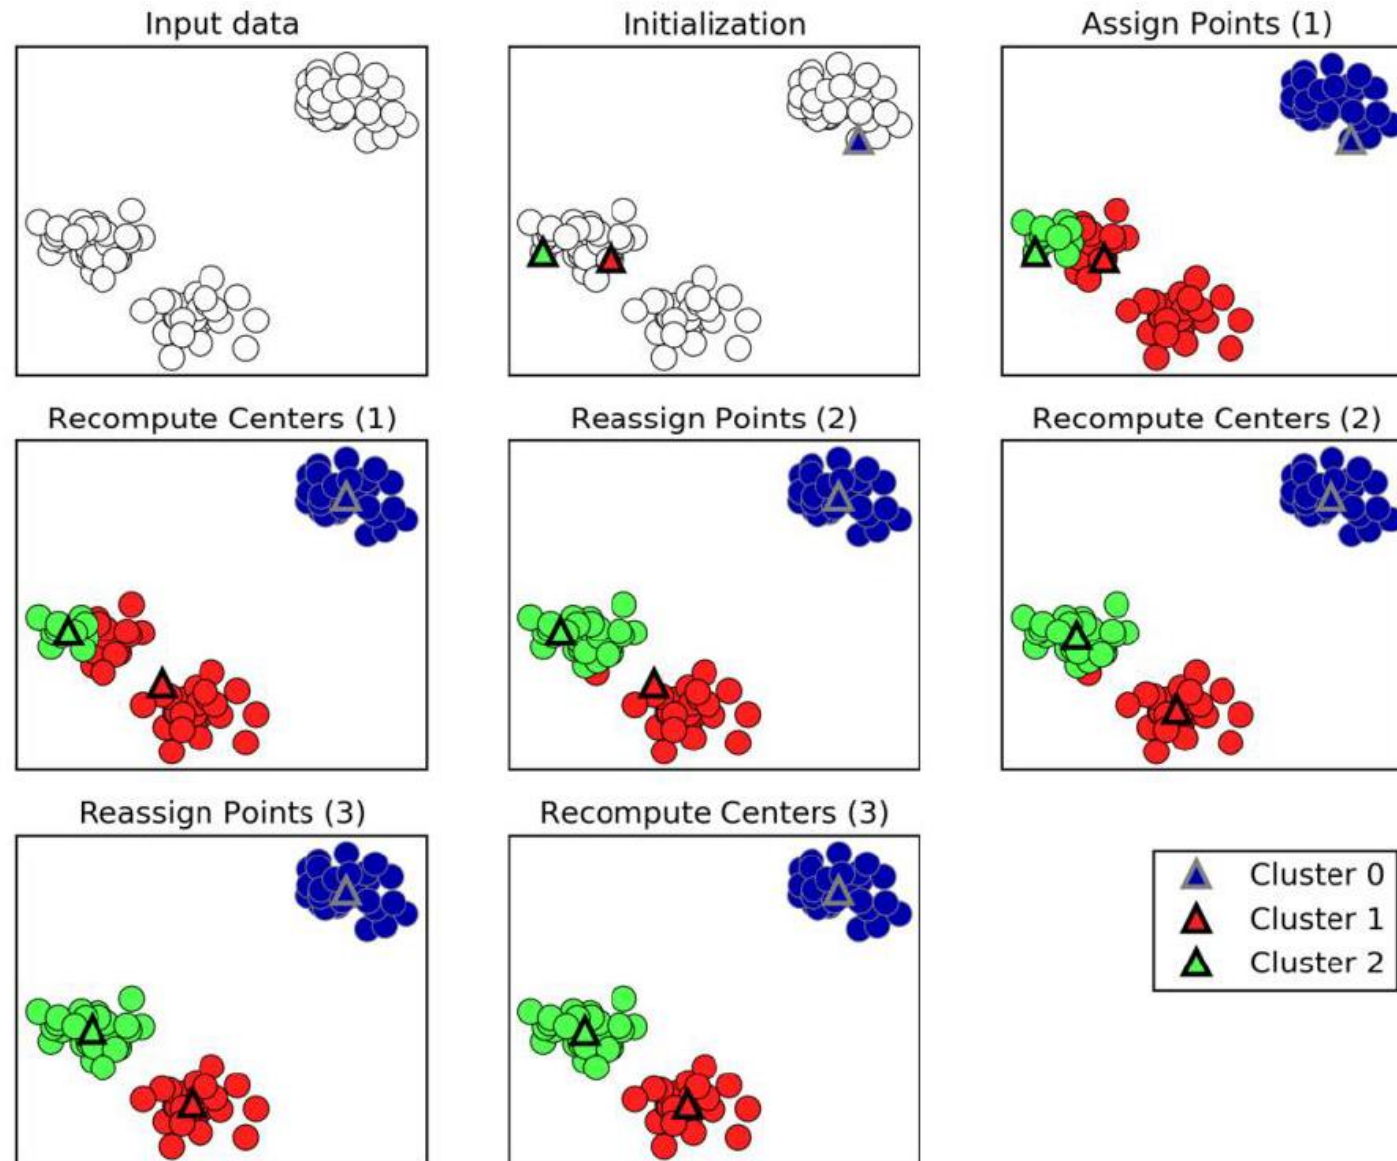 Input data
Initialization
Assign Points (1)
Recompute Centers (1)
Reassign Points (2)
Recompute Centers (2)
Reassign Points (3)
Recompute Centers (3)
Cluster 0
Cluster 1
Cluster 2